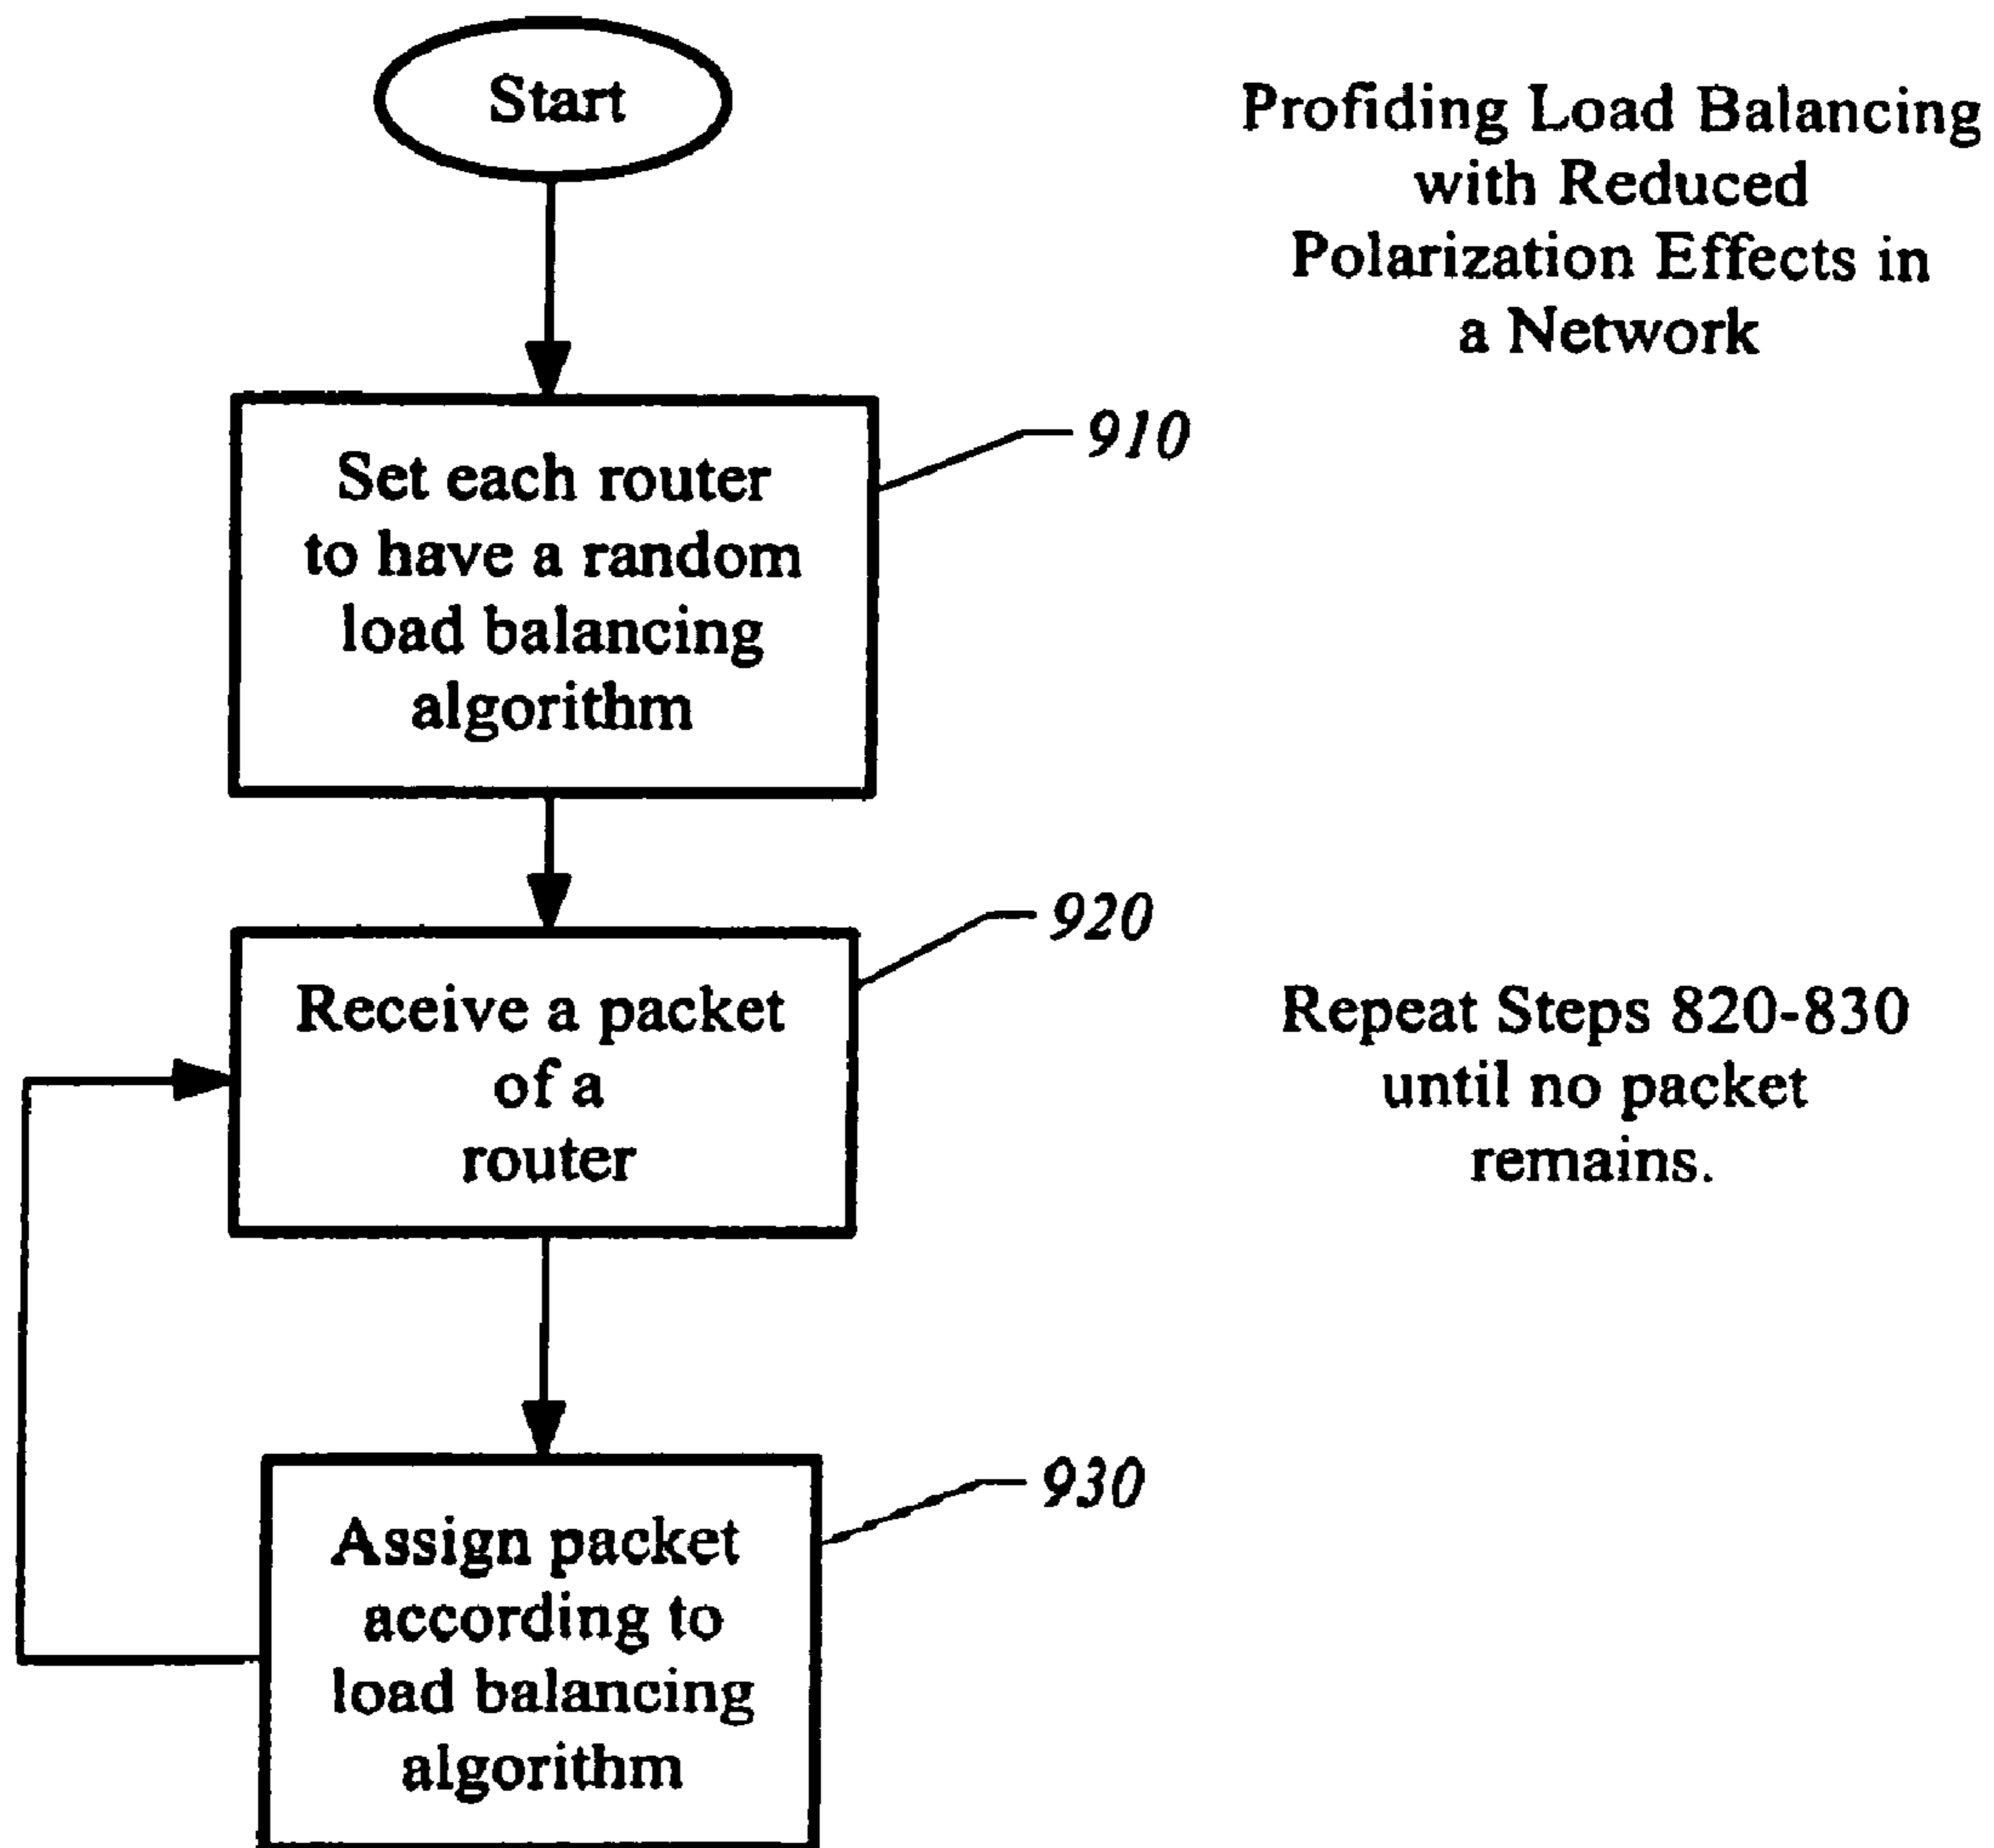 Start
Profiding Load Balancing
with Reduced
Polarization Effects in
a Network
910
Set each router
to have a random
load balancing
algorithm
920
Receive a packet
of a
router
Repeat Steps 820-830
until no packet
remains.
930
Assign packet
according to
load balancing
algorithm